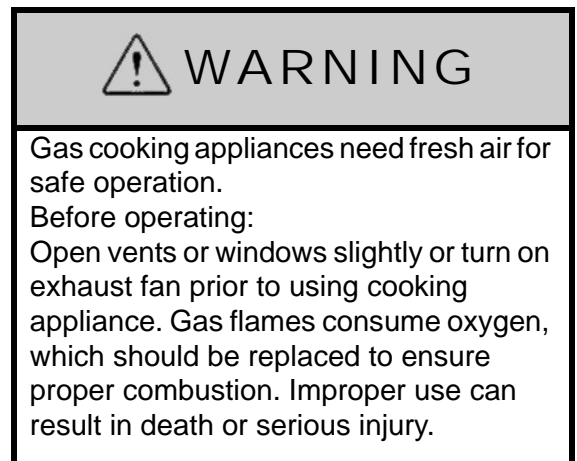 WARNING
Gas cooking appliances need fresh air for
safe operation.
Before operating:
Open vents or windows slightly or turn on
exhaust fan prior to using cooking
appliance. Gas flames consume oxygen,
which should be replaced to ensure
proper combustion. Improper use can
result in death or serious injury.